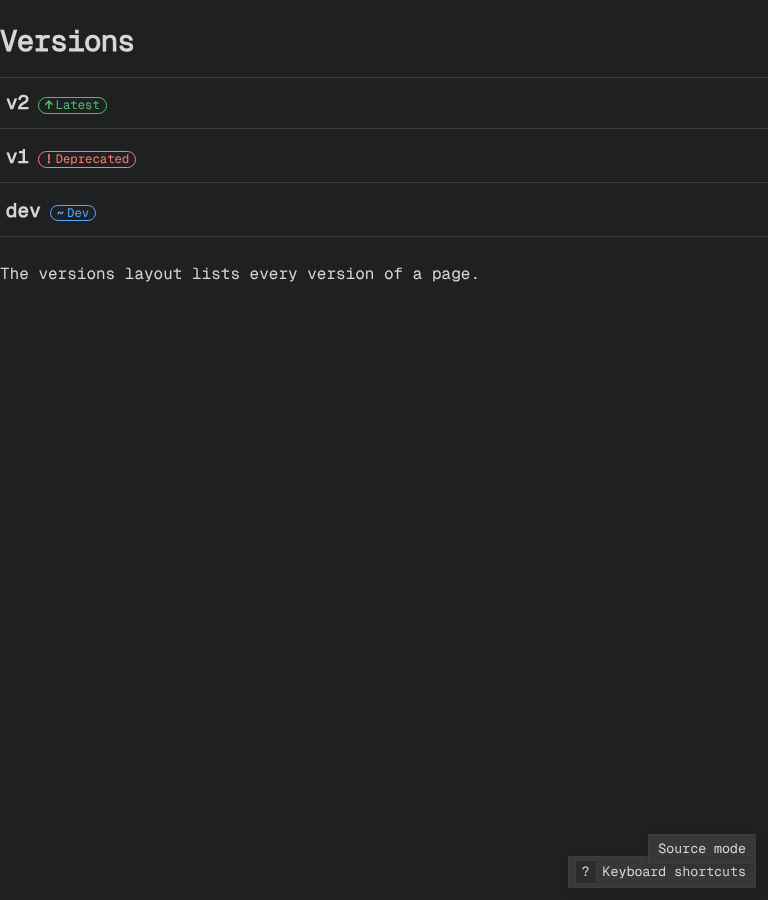 Versions
v2 ↑ Latest
v1 ! Deprecated
dev ~ Dev
The versions layout lists every version of a page.
Source mode
? Keyboard shortcuts